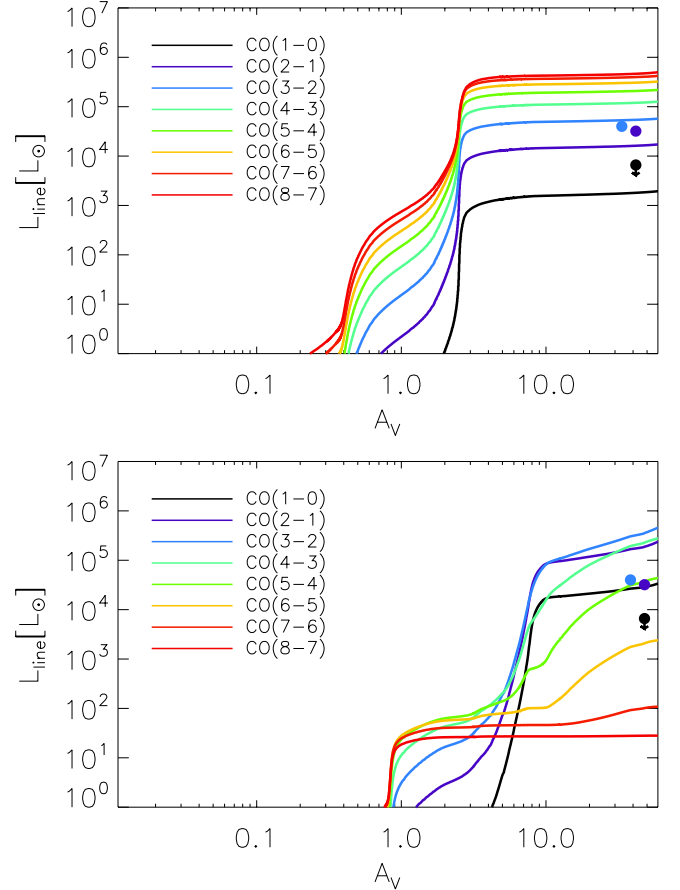 10^7
10^6
10^5
10^4
10^3
10^2
10^1
10^0
L_line[L_⊙]
CO(1−0)
CO(2−1)
CO(3−2)
CO(4−3)
CO(5−4)
CO(6−5)
CO(7−6)
CO(8−7)
0.1 1.0 10.0
A_V
10^7
10^6
10^5
10^4
10^3
10^2
10^1
10^0
L_line[L_⊙]
CO(1−0)
CO(2−1)
CO(3−2)
CO(4−3)
CO(5−4)
CO(6−5)
CO(7−6)
CO(8−7)
0.1 1.0 10.0
A_V